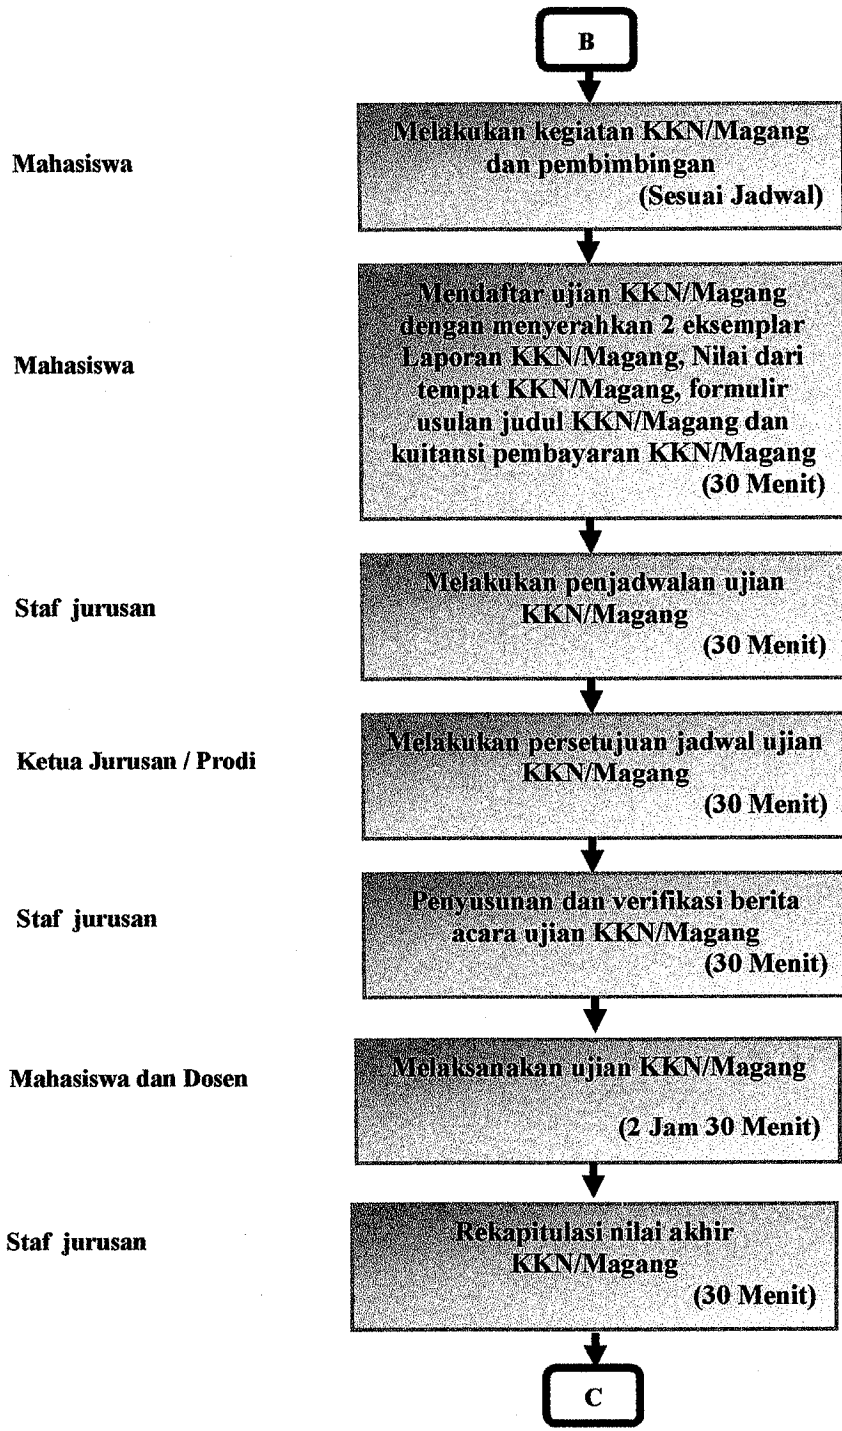 B
Mahasiswa
Melakukan kegiatan KKN/Magang
dan pembimbingan
(Sesuai Jadwal)
Mahasiswa
Mendaftar ujian KKN/Magang
dengan menyerahkan 2 eksemplar
Laporan KKN/Magang, Nilai dari
tempat KKN/Magang, formulir
usulan judul KKN/Magang dan
kuitansi pembayaran KKN/Magang
(30 Menit)
Staf jurusan
Melakukan penjadwalan ujian
KKN/Magang
(30 Menit)
Ketua Jurusan / Prodi
Melakukan persetujuan jadwal ujian
KKN/Magang
(30 Menit)
Staf jurusan
Penyusunan dan verifikasi berita
acara ujian KKN/Magang
(30 Menit)
Mahasiswa dan Dosen
Melaksanakan ujian KKN/Magang
(2 Jam 30 Menit)
Staf jurusan
Rekapitulasi nilai akhir
KKN/Magang
(30 Menit)
C